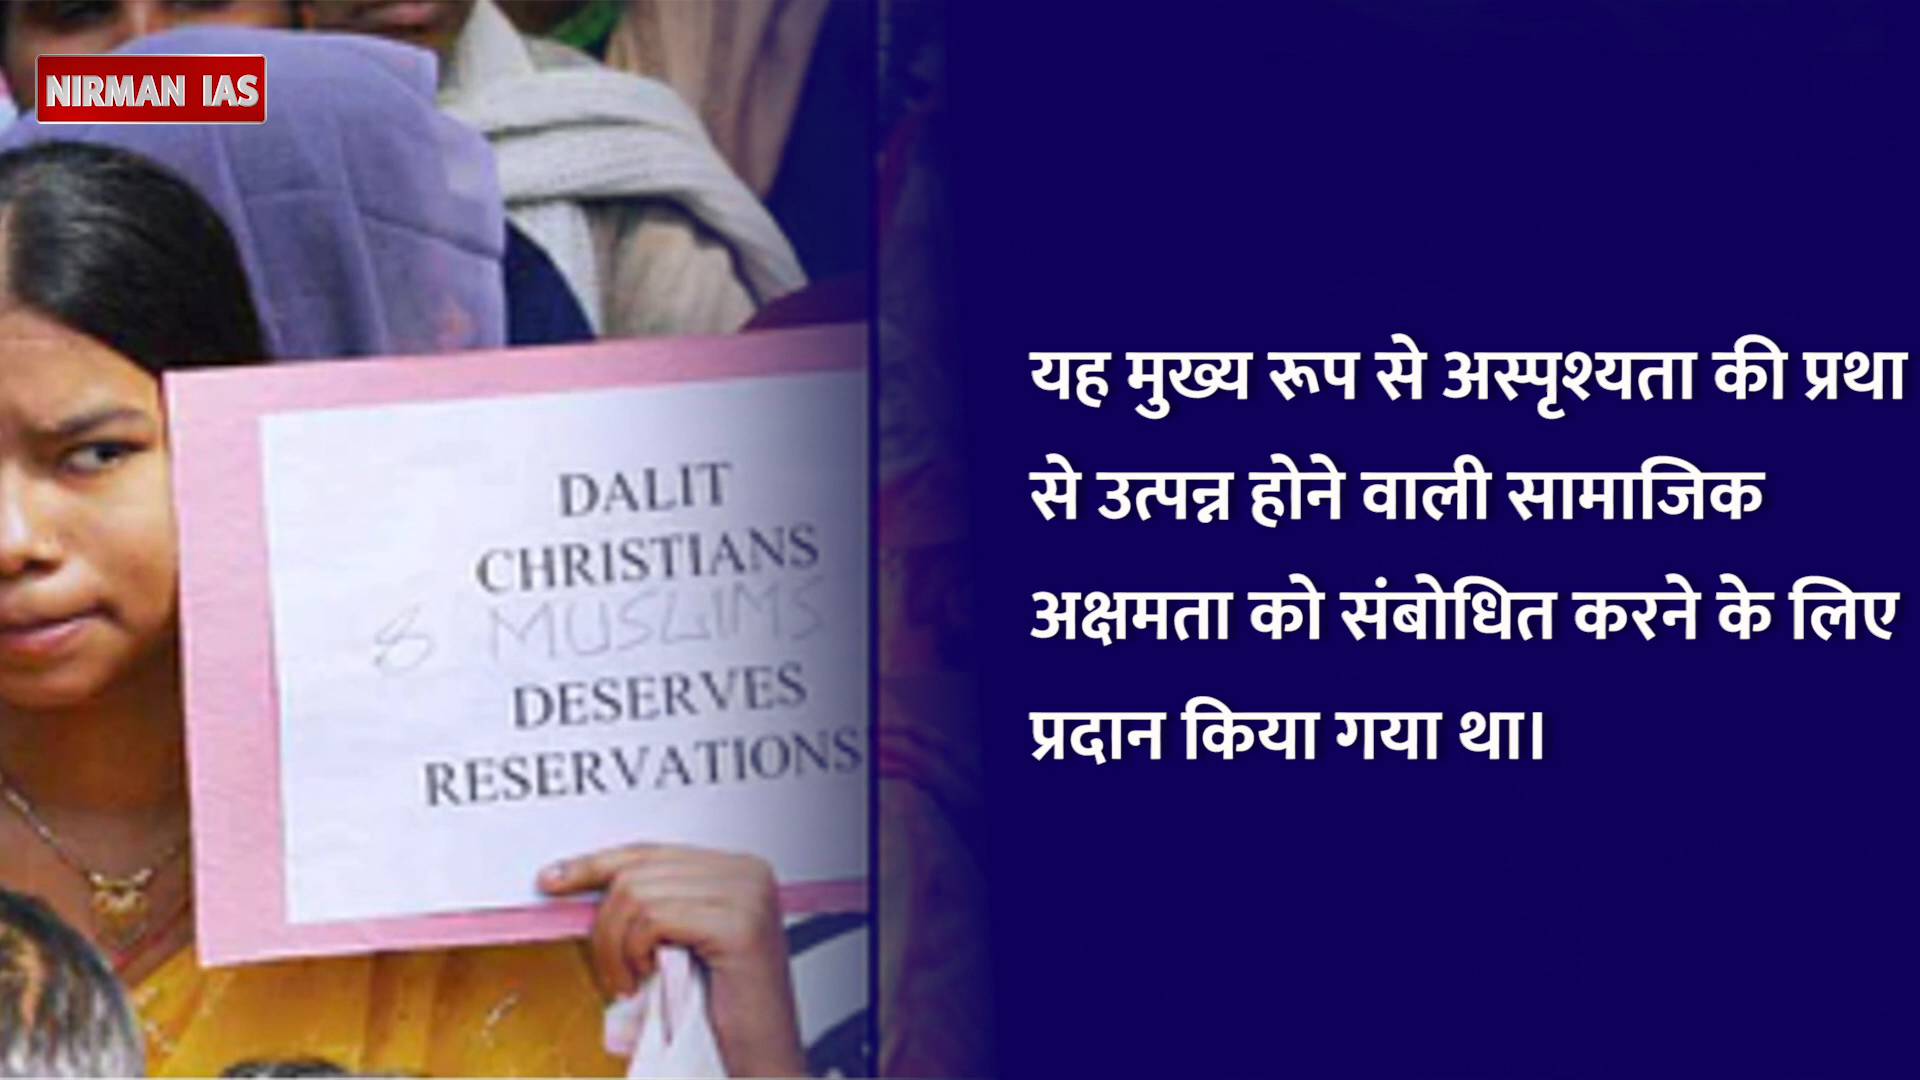 NIRMAN IAS
DALIT
CHRISTIANS
& MUSLIMS
DESERVES
RESERVATIONS
यह मुख्य रूप से अस्पृश्यता की प्रथा
से उत्पन्न होने वाली सामाजिक
अक्षमता को संबोधित करने के लिए
प्रदान किया गया था।